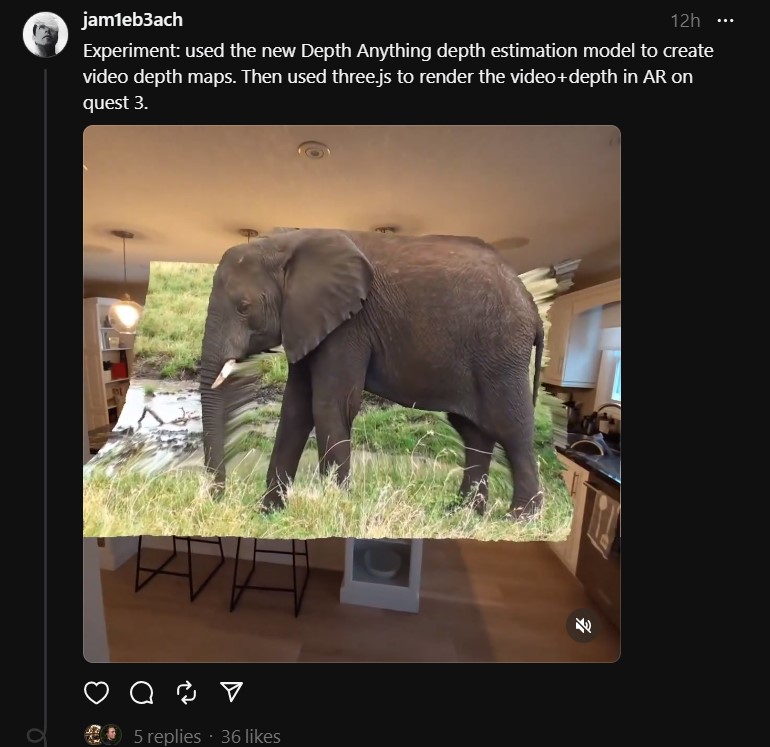 jam1eb3ach
12h
Experiment: used the new Depth Anything depth estimation model to create
video depth maps. Then used three.js to render the video+depth in AR on
quest 3.
5 replies · 36 likes